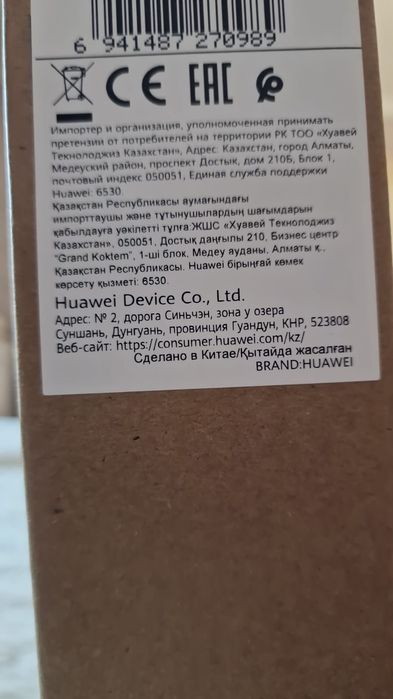 6 941487 270989
CE EAC
Импортер и организация, уполномоченная принимать
претензии от потребителей на территории РК ТОО «Хуавей
Текнолоджиз Казахстан», Адрес: Казахстан, город Алматы,
Медеуский район, проспект Достык, дом 210Б, Блок 1,
почтовый индекс 050051, Единая служба поддержки
Huawei: 6530.
Қазақстан Республикасы аумағындағы
импорттаушы және тұтынушылардың шағымдарын
қабылдауға уәкілетті тұлға:ЖШС «Хуавей Текнолоджиз
Казахстан», 050051, Достық даңғылы 210, Бизнес центр
"Grand Koktem", 1-ші блок, Медеу ауданы, Алматы қ.,
Қазақстан Республикасы. Huawei бірыңғай көмек
көрсету қызметі: 6530.
Huawei Device Co., Ltd.
Адрес: № 2, дорога Синьчэн, зона у озера
Суншань, Дунгуань, провинция Гуандун, КНР, 523808
Веб-сайт: https://consumer.huawei.com/kz/
Сделано в Китае/Қытайда жасалған
BRAND:HUAWEI